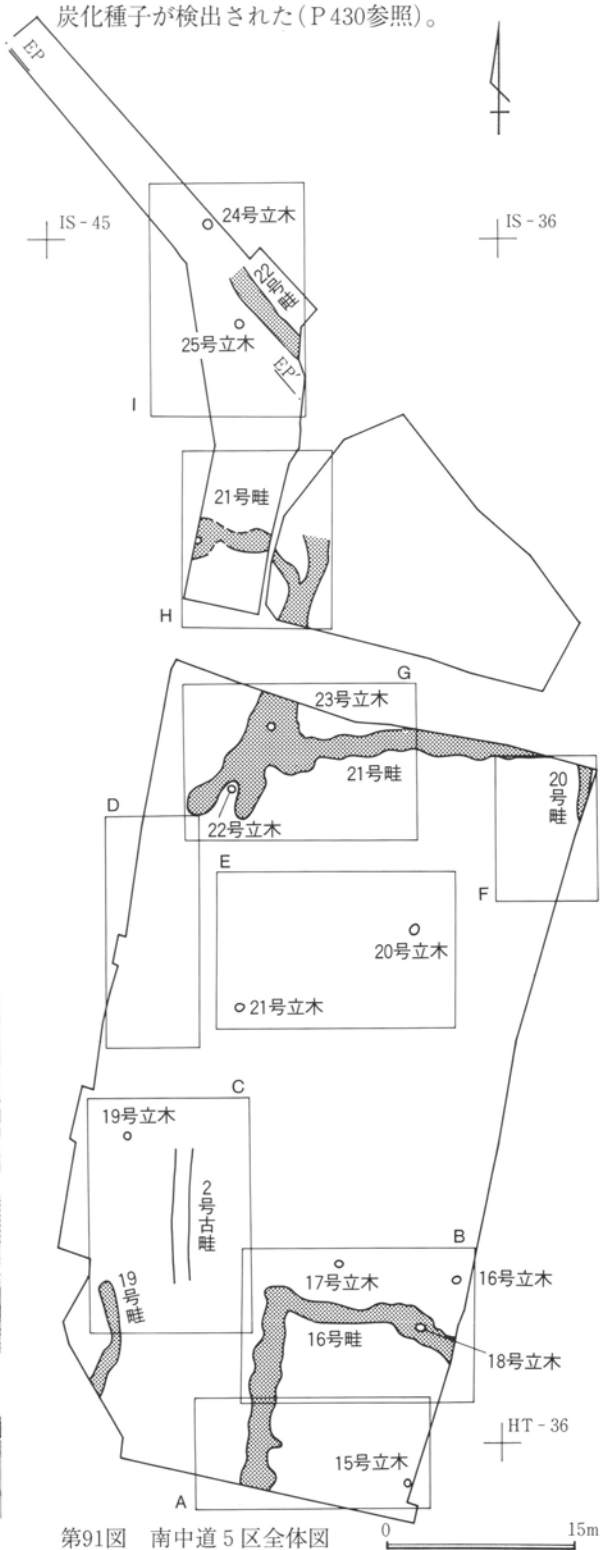 炭化種子が検出された(P430参照)。
EP
IS-45
24号立木
IS-36
22号畦
25号立木
EP′
I
21号畦
H
G
23号立木
21号畦
20号畦
D
22号立木
E
F
20号立木
21号立木
C
19号立木
2号古畦
B
17号立木
16号立木
19号畦
16号畦
18号立木
HT-36
15号立木
A
第91図 南中道5区全体図
0 15m